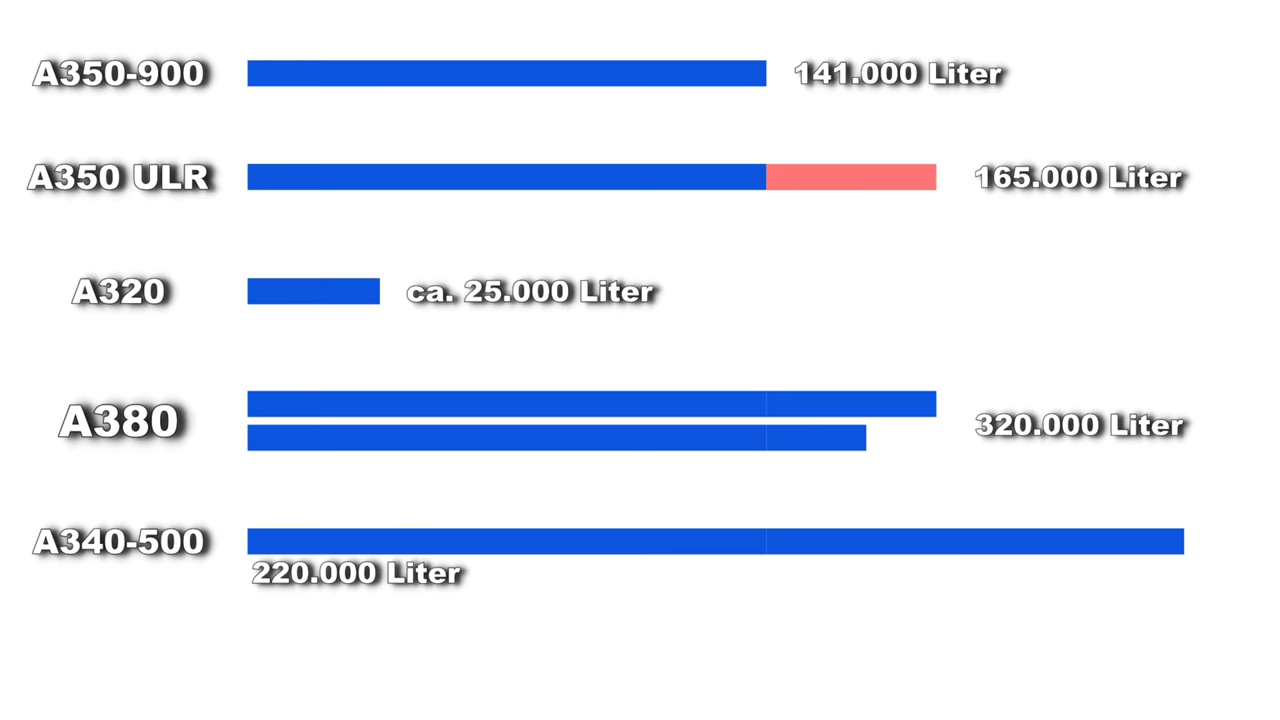 A350-900 141.000 Liter
A350 ULR 165.000 Liter
A320 ca. 25.000 Liter
A380 320.000 Liter
A340-500
220.000 Liter